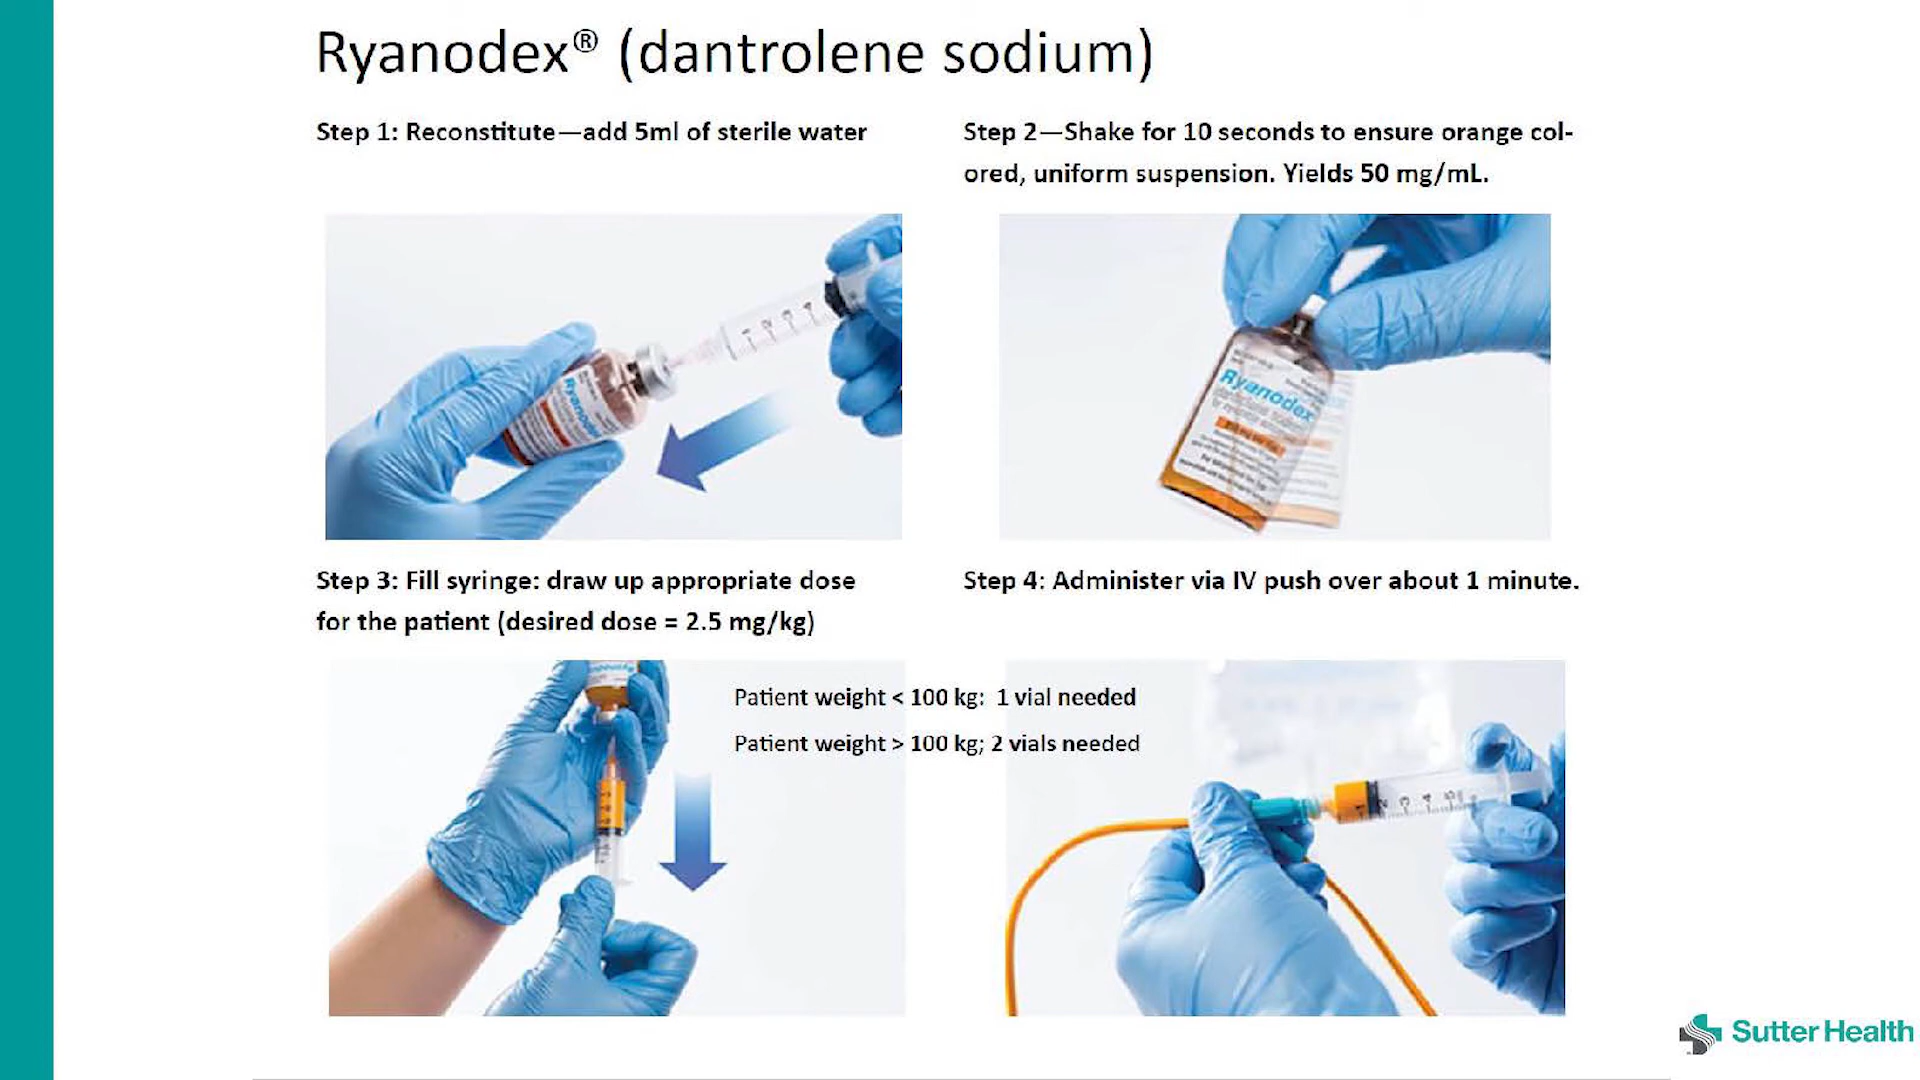 Ryanodex® (dantrolene sodium)
Step 1: Reconstitute—add 5ml of sterile water
Step 2—Shake for 10 seconds to ensure orange col-
ored, uniform suspension. Yields 50 mg/mL.
Ryanodex
Ryanodex
Step 3: Fill syringe: draw up appropriate dose
for the patient (desired dose = 2.5 mg/kg)
Step 4: Administer via IV push over about 1 minute.
Patient weight < 100 kg: 1 vial needed
Patient weight > 100 kg; 2 vials needed
Sutter Health